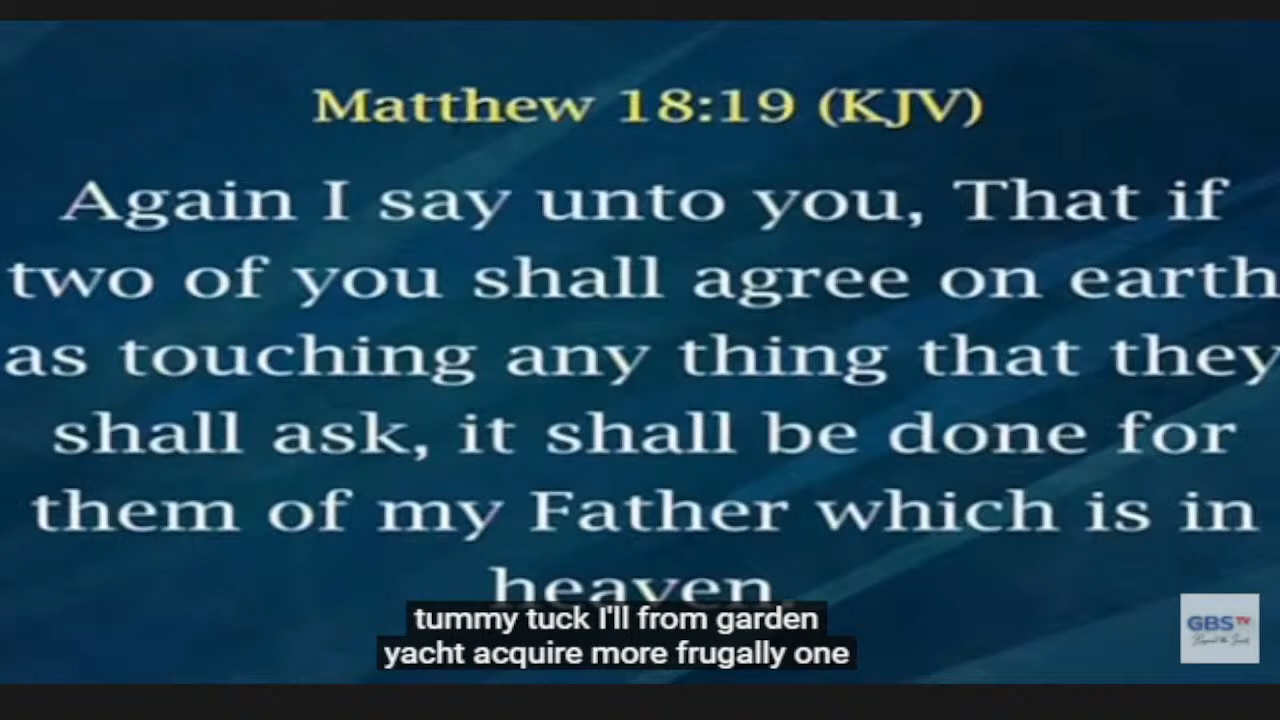 Matthew 18:19 (KJV)
Again I say unto you, That if
two of you shall agree on earth
as touching any thing that they
shall ask, it shall be done for
them of my Father which is in
heaven.
tummy tuck I'll from garden
yacht acquire more frugally one
GBS TV